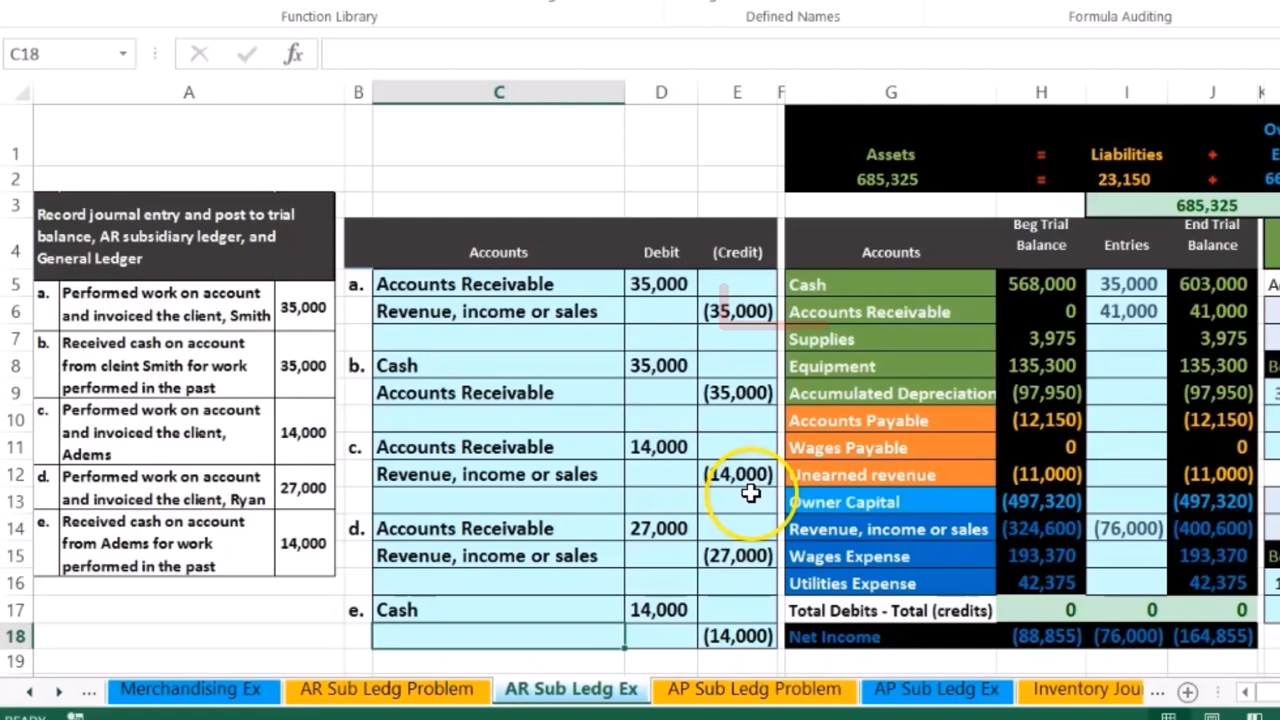 Function Library
Defined Names
Formula Auditing
C18
fx
A B C D E F G H I J K
1 Assets = Liabilities +
2 685,325 = 23,150 +
3 685,325
Record journal entry and post to trial
balance, AR subsidiary ledger, and
General Ledger
4 Accounts Debit (Credit) Accounts Beg Trial Balance Entries End Trial Balance
a. Performed work on account
and invoiced the client, Smith 35,000
b. Received cash on account
from cleint Smith for work
performed in the past 35,000
c. Performed work on account
and invoiced the client,
Adems 14,000
d. Performed work on account
and invoiced the client, Ryan 27,000
e. Received cash on account
from Adems for work
performed in the past 14,000
5 a. Accounts Receivable 35,000 Cash 568,000 35,000 603,000
6 Revenue, income or sales (35,000) Accounts Receivable 0 41,000 41,000
7 Supplies 3,975 3,975
8 b. Cash 35,000 Equipment 135,300 135,300
9 Accounts Receivable (35,000) Accumulated Depreciation (97,950) (97,950)
10 Accounts Payable (12,150) (12,150)
11 c. Accounts Receivable 14,000 Wages Payable 0 0
12 Revenue, income or sales (14,000) Unearned revenue (11,000) (11,000)
13 Owner Capital (497,320) (497,320)
14 d. Accounts Receivable 27,000 Revenue, income or sales (324,600) (76,000) (400,600)
15 Revenue, income or sales (27,000) Wages Expense 193,370 193,370
16 Utilities Expense 42,375 42,375
17 e. Cash 14,000 Total Debits - Total (credits) 0 0 0
18 (14,000) Net Income (88,855) (76,000) (164,855)
19
... Merchandising Ex AR Sub Ledg Problem AR Sub Ledg Ex AP Sub Ledg Problem AP Sub Ledg Ex Inventory Jou ...